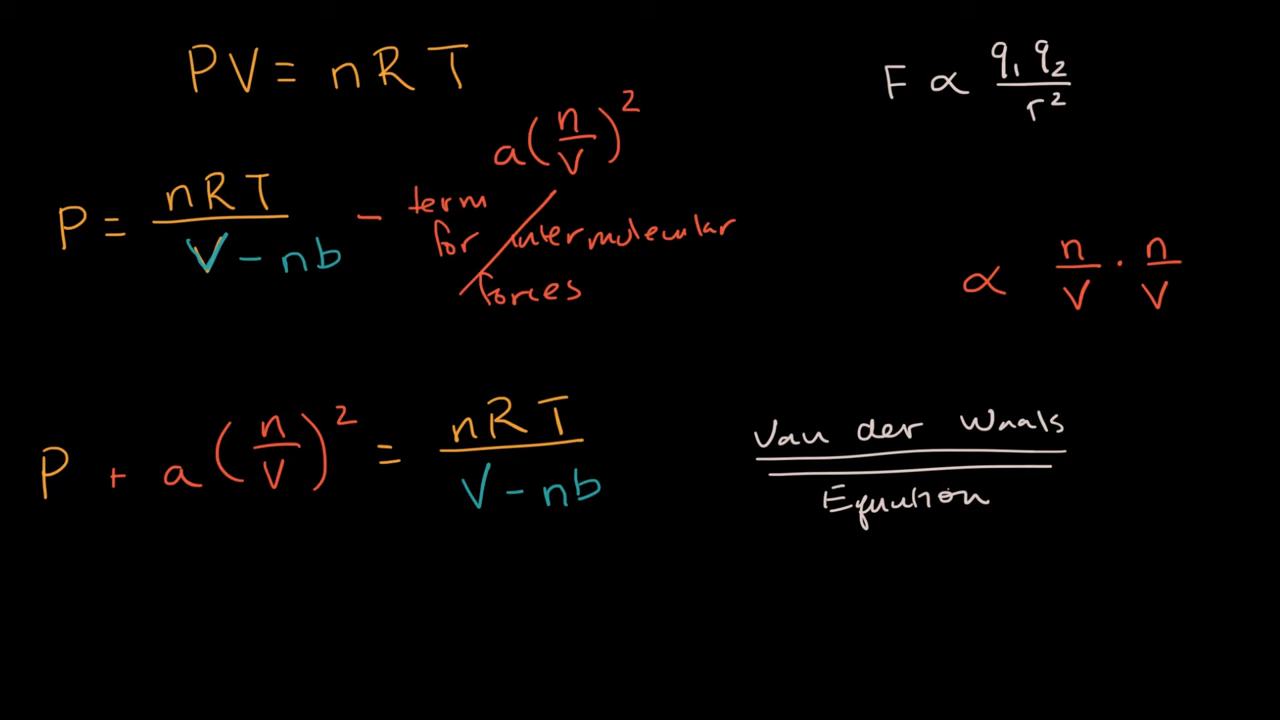 PV = nRT
F ∝ q₁q₂ / r²
a(n/V)²
P = nRT / (V - nb) - term for intermolecular forces
∝ n/V · n/V
P + a(n/V)² = nRT / (V - nb)
Van der Waals
Equation